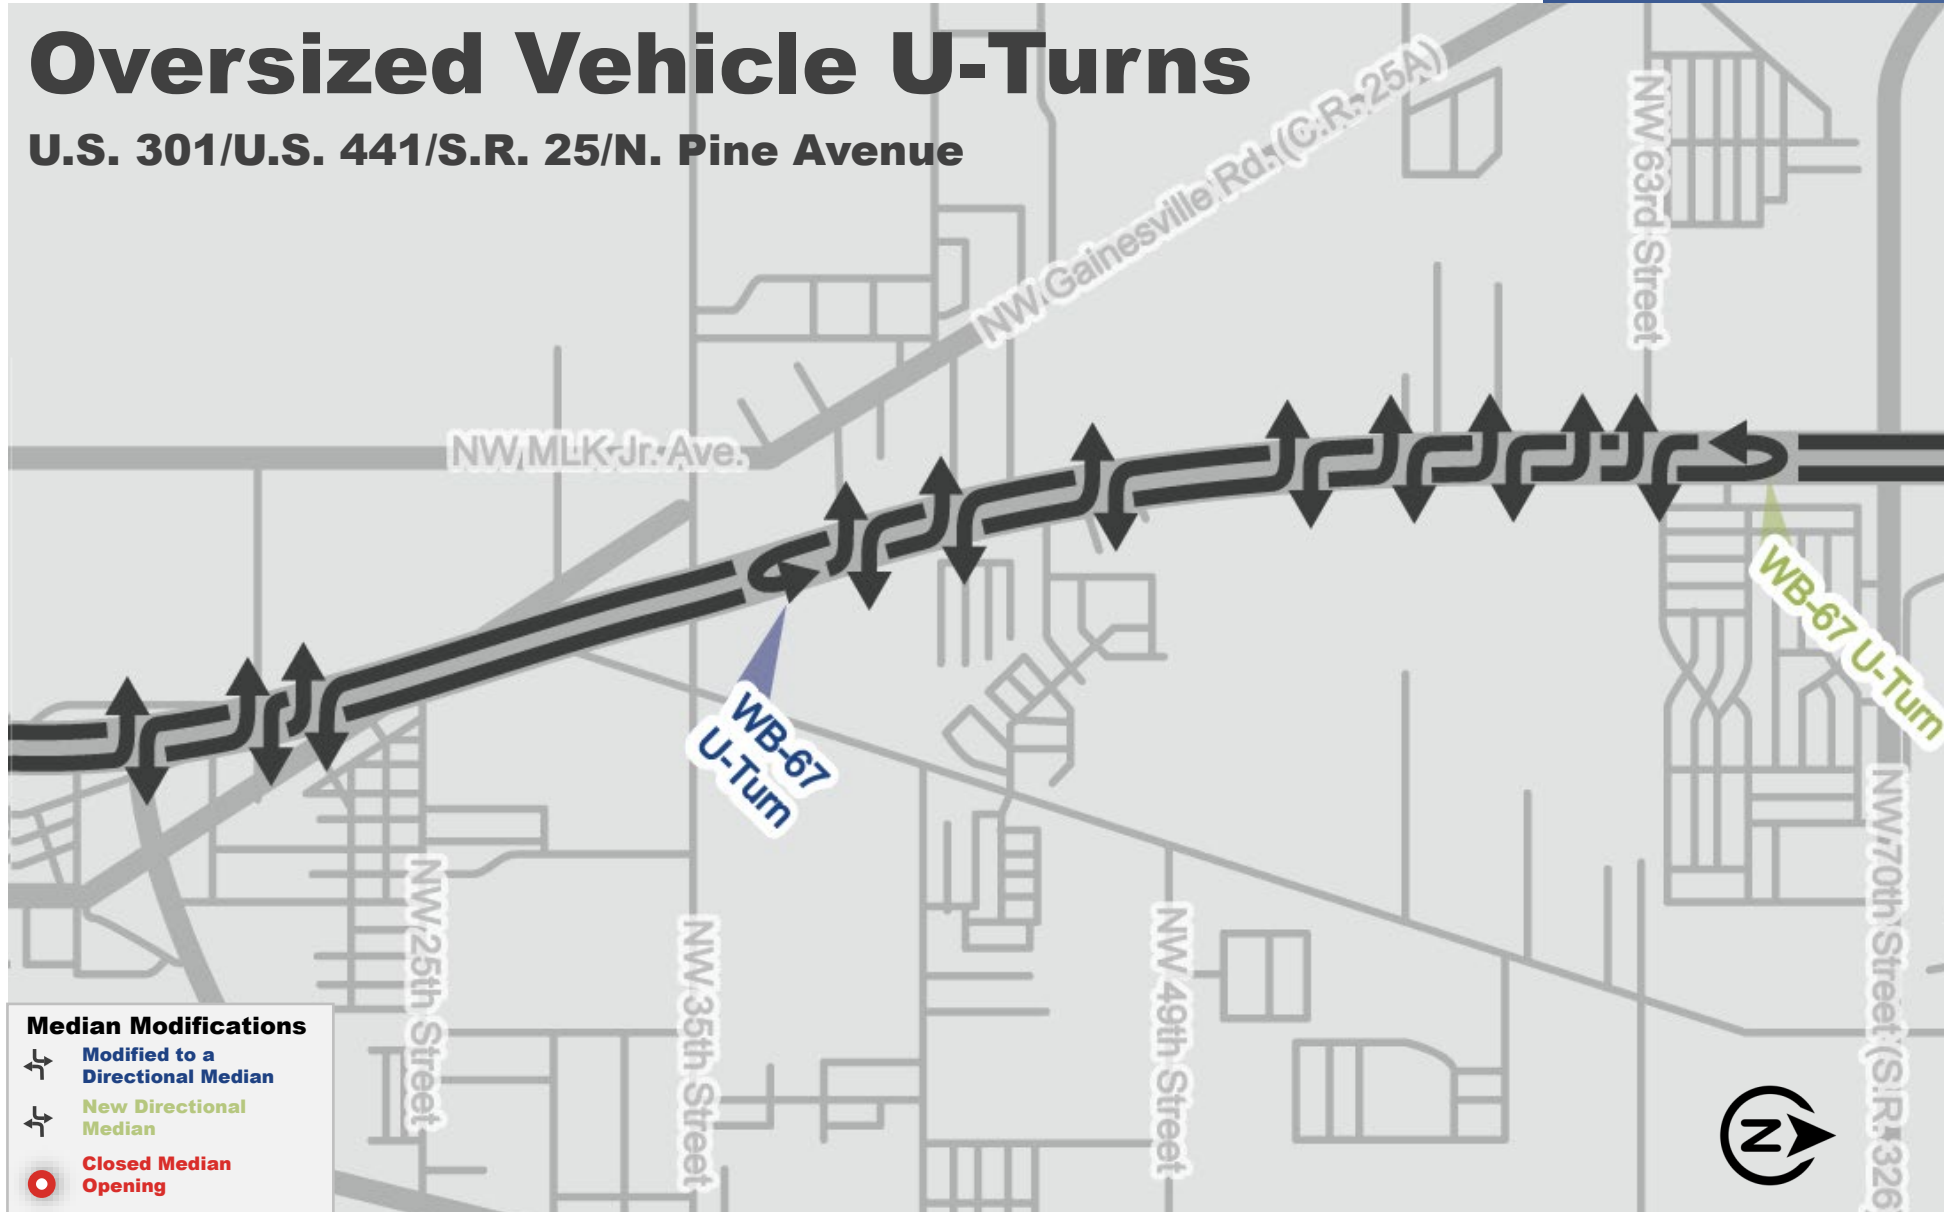 Oversized Vehicle U-Turns
U.S. 301/U.S. 441/S.R. 25/N. Pine Avenue
NW Gainesville Rd. (C.R. 25A)
NW 63rd Street
NW MLK Jr. Ave.
WB-67 U-Turn
WB-67
U-Turn
NW 25th Street
NW 35th Street
NW 49th Street
NW 70th Street (S.R. 326
Median Modifications
Modified to a
Directional Median
New Directional
Median
Closed Median
Opening
N